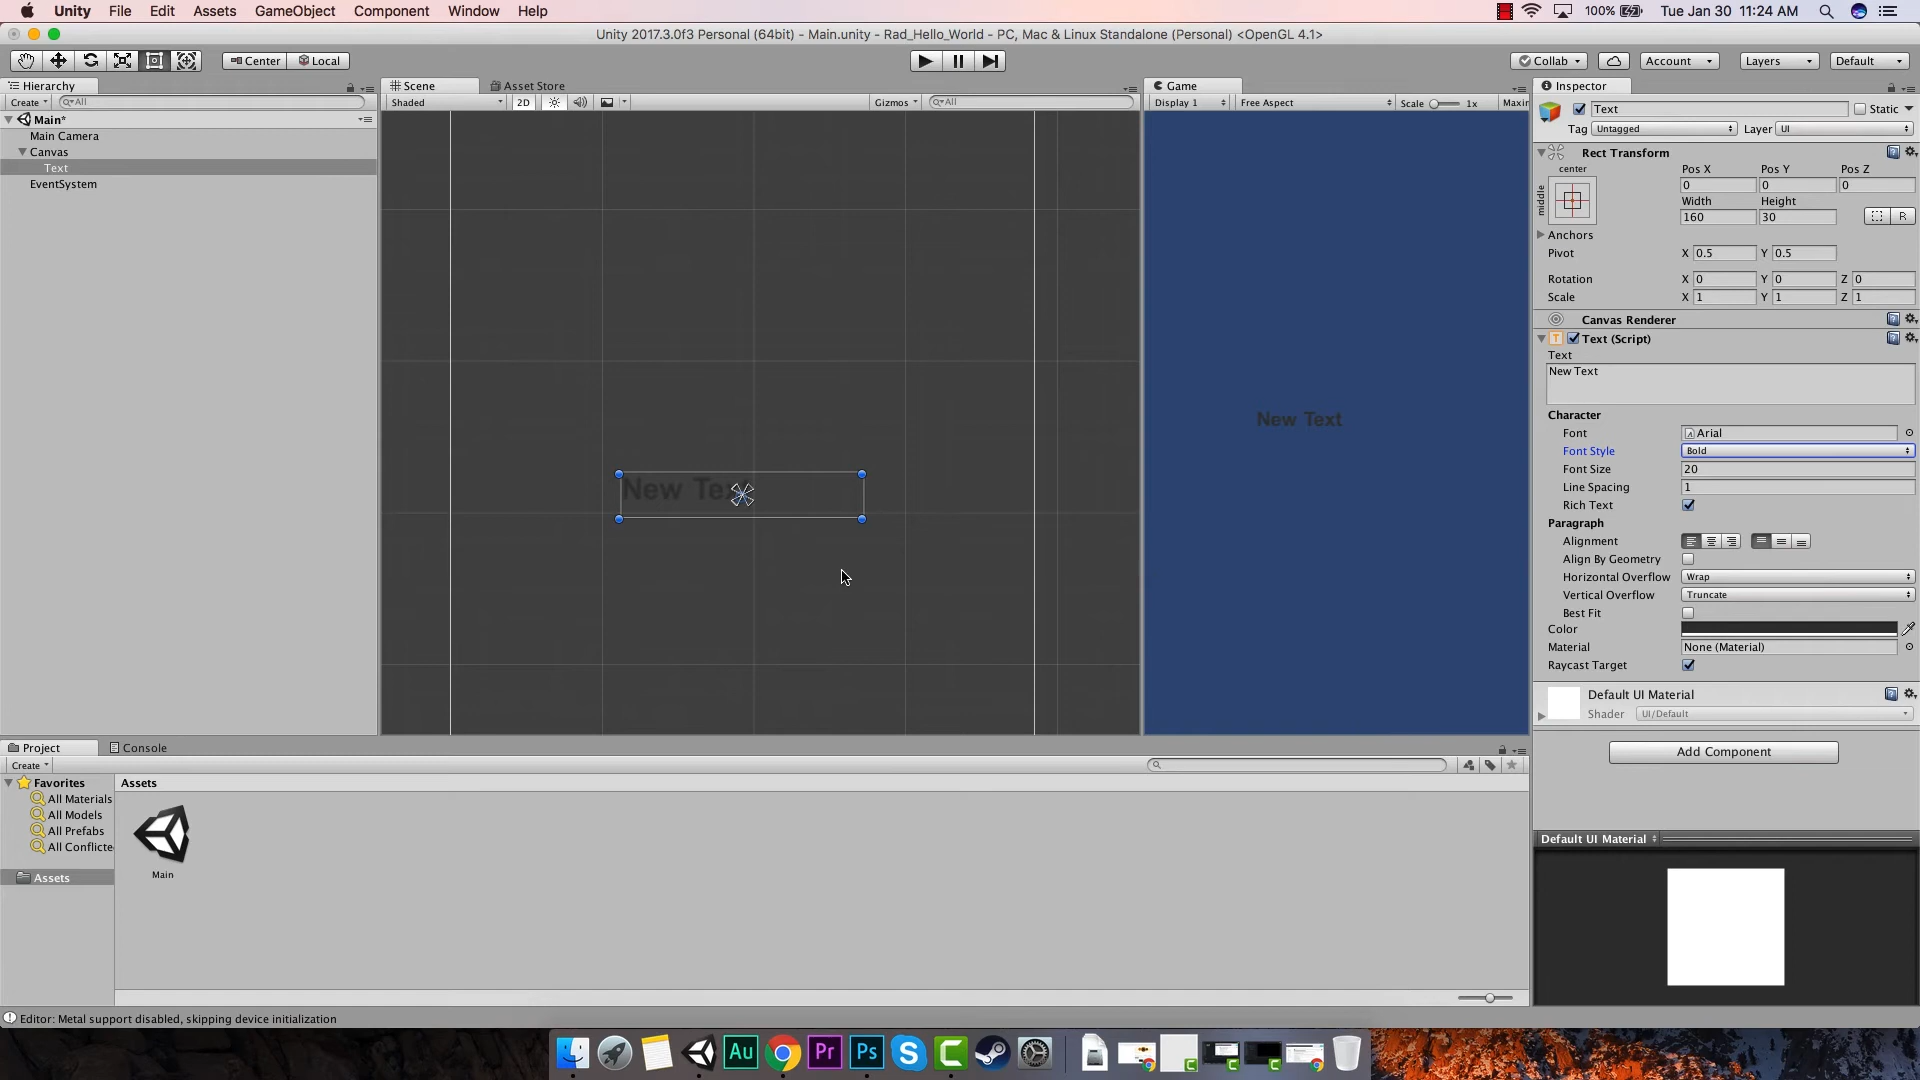 Unity File Edit Assets GameObject Component Window Help 100% Tue Jan 30 11:24 AM
Unity 2017.3.0f3 Personal (64bit) - Main.unity - Rad_Hello_World - PC, Mac & Linux Standalone (Personal) <OpenGL 4.1>
Center Local Collab Account Layers Default
Hierarchy
Create All
Main*
Main Camera
Canvas
Text
EventSystem
Scene Asset Store
Shaded 2D Gizmos All
New Text
Game
Display 1 Free Aspect Scale 1x Maxin
New Text
Inspector
Text Static
Tag Untagged Layer UI
Rect Transform
center Pos X Pos Y Pos Z
middle 0 0 0
Width Height
160 30 R
Anchors
Pivot X 0.5 Y 0.5
Rotation X 0 Y 0 Z 0
Scale X 1 Y 1 Z 1
Canvas Renderer
T Text (Script)
Text
New Text
Character
Font Arial
Font Style Bold
Font Size 20
Line Spacing 1
Rich Text
Paragraph
Alignment
Align By Geometry
Horizontal Overflow Wrap
Vertical Overflow Truncate
Best Fit
Color
Material None (Material)
Raycast Target
Default UI Material
Shader UI/Default
Add Component
Default UI Material
Project Console
Create
Favorites
All Materials
All Models
All Prefabs
All Conflicte
Assets
Assets
Main
Editor: Metal support disabled, skipping device initialization
Au Pr Ps S C